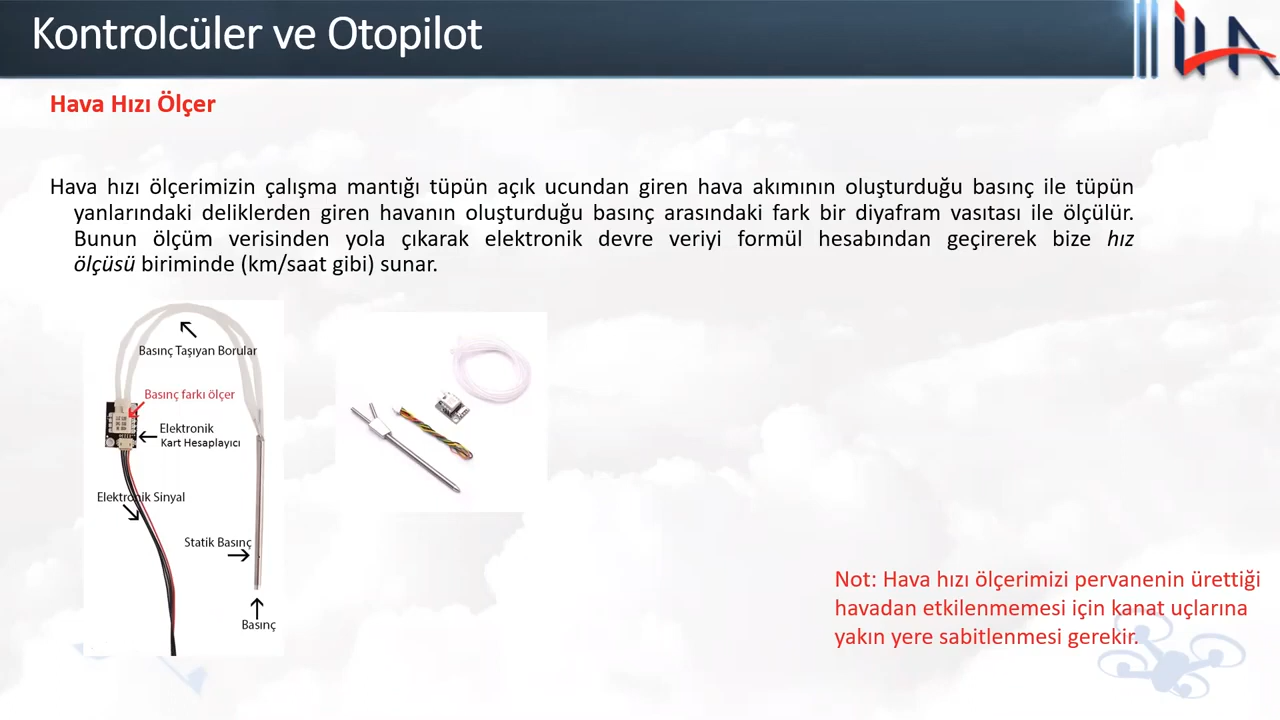 Kontrolcüler ve Otopilot
İHA
Hava Hızı Ölçer
Hava hızı ölçerimizin çalışma mantığı tüpün açık ucundan giren hava akımının oluşturduğu basınç ile tüpün
yanlarındaki deliklerden giren havanın oluşturduğu basınç arasındaki fark bir diyafram vasıtası ile ölçülür.
Bunun ölçüm verisinden yola çıkarak elektronik devre veriyi formül hesabından geçirerek bize hız
ölçüsü biriminde (km/saat gibi) sunar.
Basınç Taşıyan Borular
Basınç farkı ölçer
Elektronik
Kart Hesaplayıcı
Elektronik Sinyal
Statik Basınç
Basınç
Not: Hava hızı ölçerimizi pervanenin ürettiği
havadan etkilenmemesi için kanat uçlarına
yakın yere sabitlenmesi gerekir.